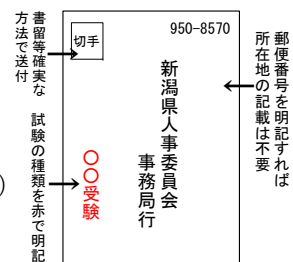 郵便番号を明記すれば
所在地の記載は不要
950-8570
切手
新潟県人事委員会
事務局行
〇〇受験
書留等確実な
方法で送付
試験の種類を赤で明記
)